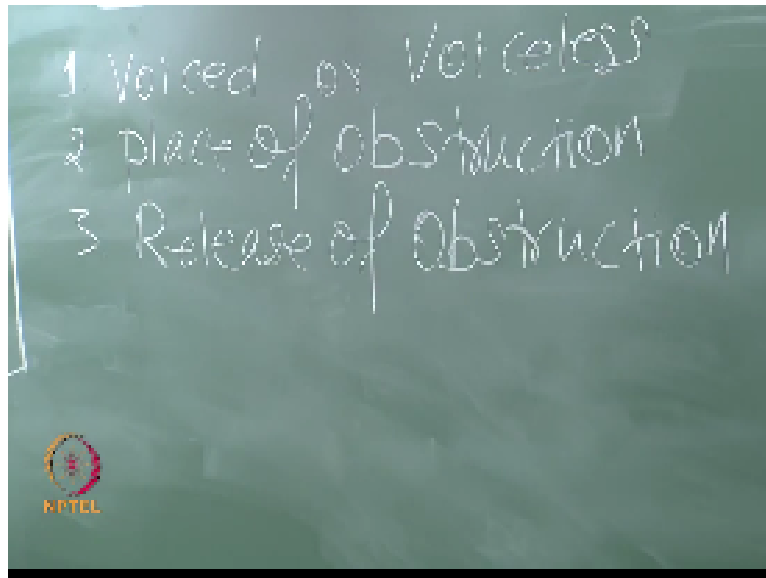 1 Voiced or Voiceless
2 place of obstruction
3 Release of Obstruction
NPTEL